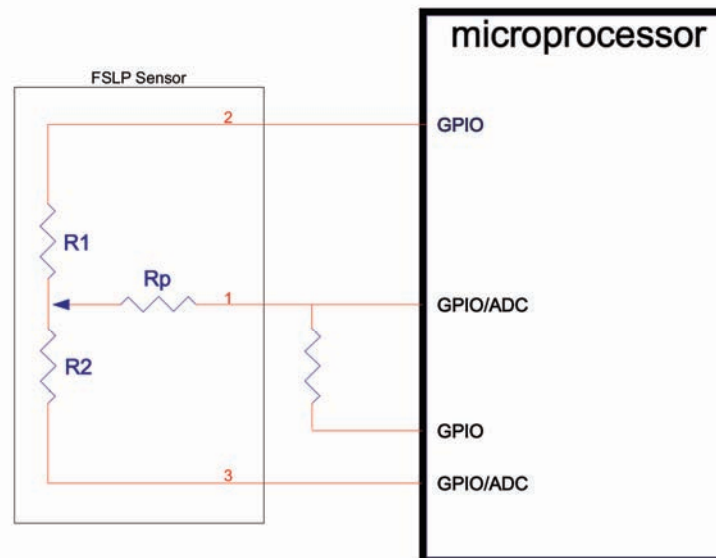 microprocessor
FSLP Sensor
2
GPIO
R1
Rp
1
GPIO/ADC
R2
GPIO
3
GPIO/ADC